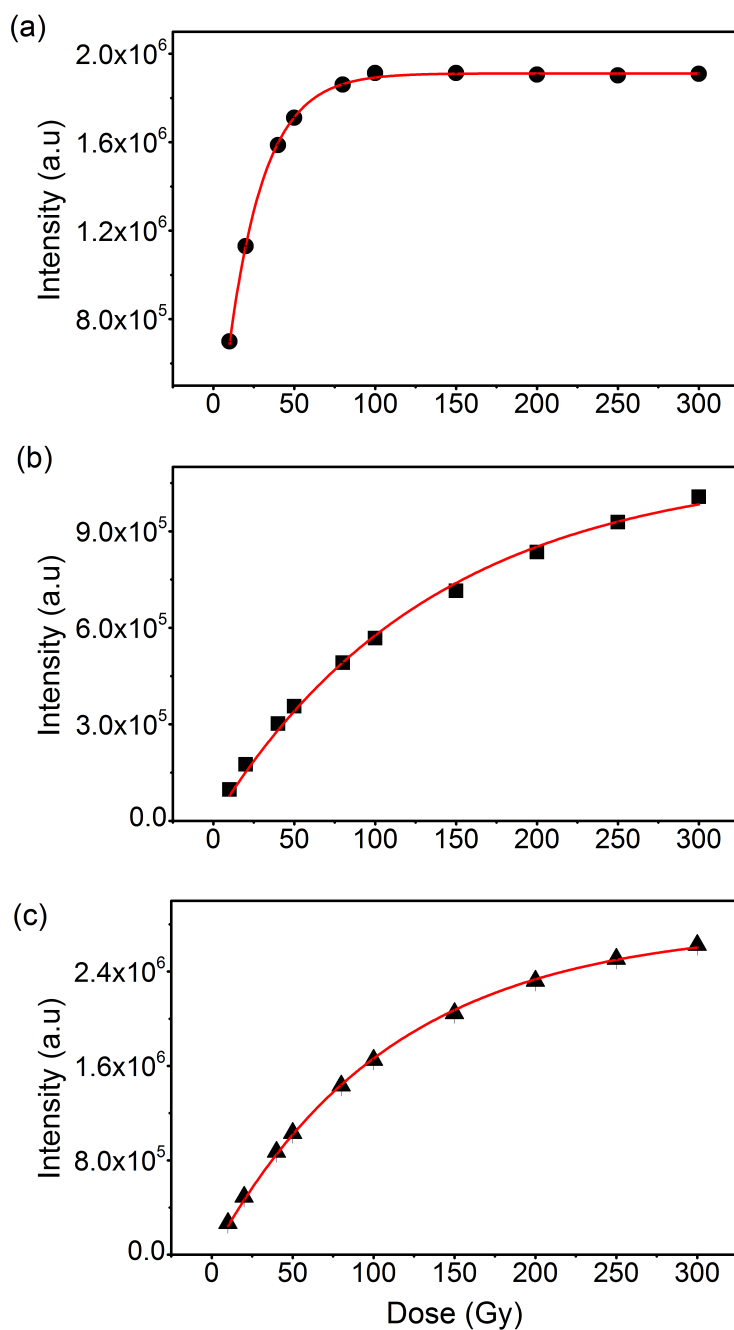 (a)
2.0x10⁶
1.6x10⁶
1.2x10⁶
8.0x10⁵
Intensity (a.u)
0 50 100 150 200 250 300
(b)
9.0x10⁵
6.0x10⁵
3.0x10⁵
0.0
Intensity (a.u)
0 50 100 150 200 250 300
(c)
2.4x10⁶
1.6x10⁶
8.0x10⁵
0.0
Intensity (a.u)
0 50 100 150 200 250 300
Dose (Gy)